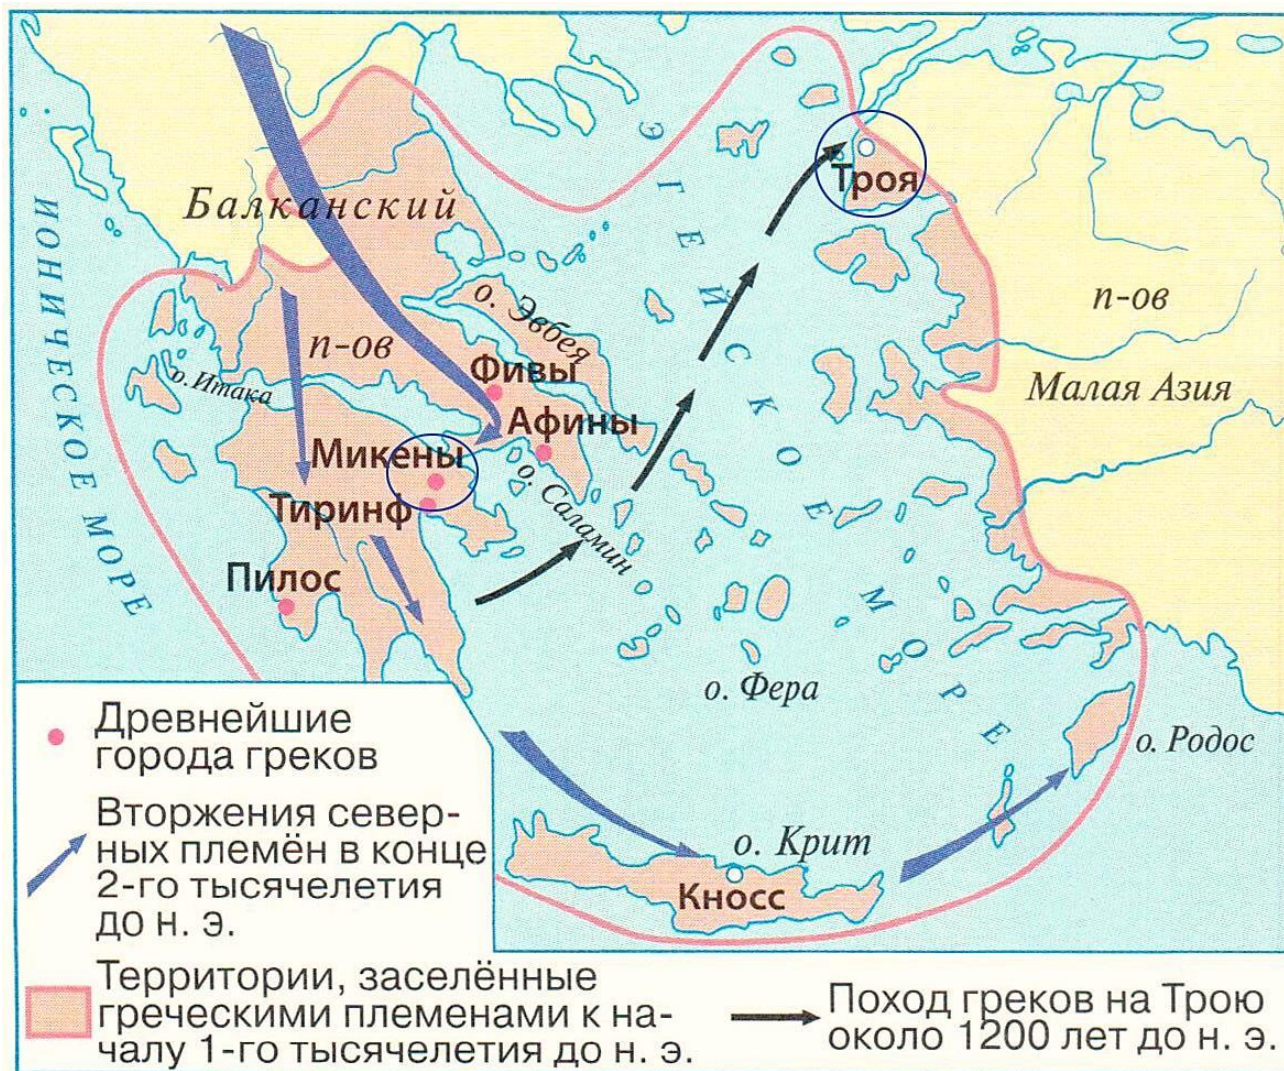 ЭГЕЙСКОЕ МОРЕ
Троя
ИОНИЧЕСКОЕ МОРЕ
Балканский
п-ов
о. Эвбея
п-ов
Малая Азия
о. Итака
Фивы
Афины
Микены
о. Саламин
Тиринф
Пилос
о. Фера
о. Родос
о. Крит
Кносс
Древнейшие
города греков
Вторжения север-
ных племён в конце
2-го тысячелетия
до н. э.
Территории, заселённые
греческими племенами к на-
чалу 1-го тысячелетия до н. э.
Поход греков на Трою
около 1200 лет до н. э.